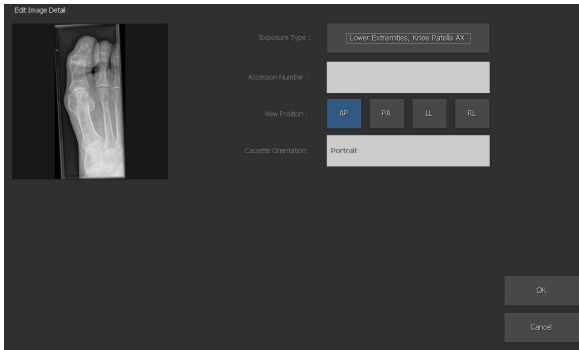 Edit Image Detail
Exposure Type :
Lower Extremities, Knee Patella AX
Accession Number :
View Position :
AP
PA
LL
RL
Cassette Orientation:
Portrait
OK
Cancel